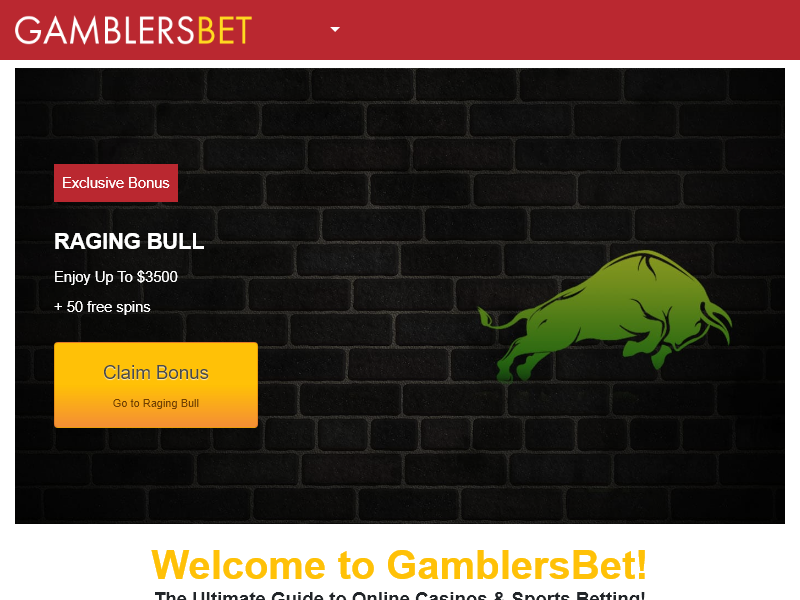 GAMBLERSBET
Exclusive Bonus
RAGING BULL
Enjoy Up To $3500
+ 50 free spins
Claim Bonus
Go to Raging Bull
Welcome to GamblersBet!
The Ultimate Guide to Online Casinos & Sports Betting!